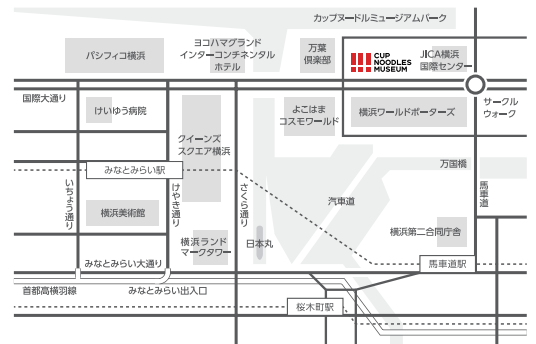 カップヌードルミュージアムパーク
パシフィコ横浜
ヨコハマグランド
インターコンチネンタル
ホテル
万葉
倶楽部
CUP
NOODLES
MUSEUM
JICA横浜
国際センター
国際大通り
けいゆう病院
よこはま
コスモワールド
横浜ワールドポーターズ
サークル
ウォーク
クイーンズ
スクエア横浜
みなとみらい駅
万国橋
いちょう通り
けやき通り
さくら通り
汽車道
馬車道
横浜美術館
横浜ランド
マークタワー
日本丸
横浜第二合同庁舎
みなとみらい大通り
馬車道駅
首都高横羽線
みなとみらい出入口
桜木町駅